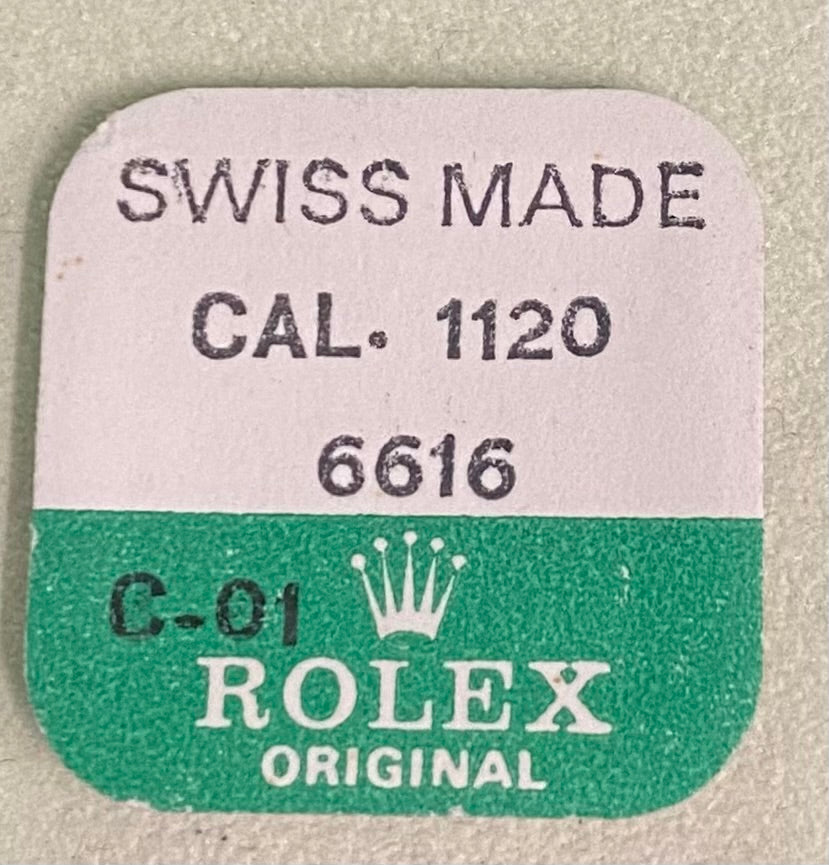 SWISS MADE
CAL. 1120
6616
C-01
ROLEX
ORIGINAL